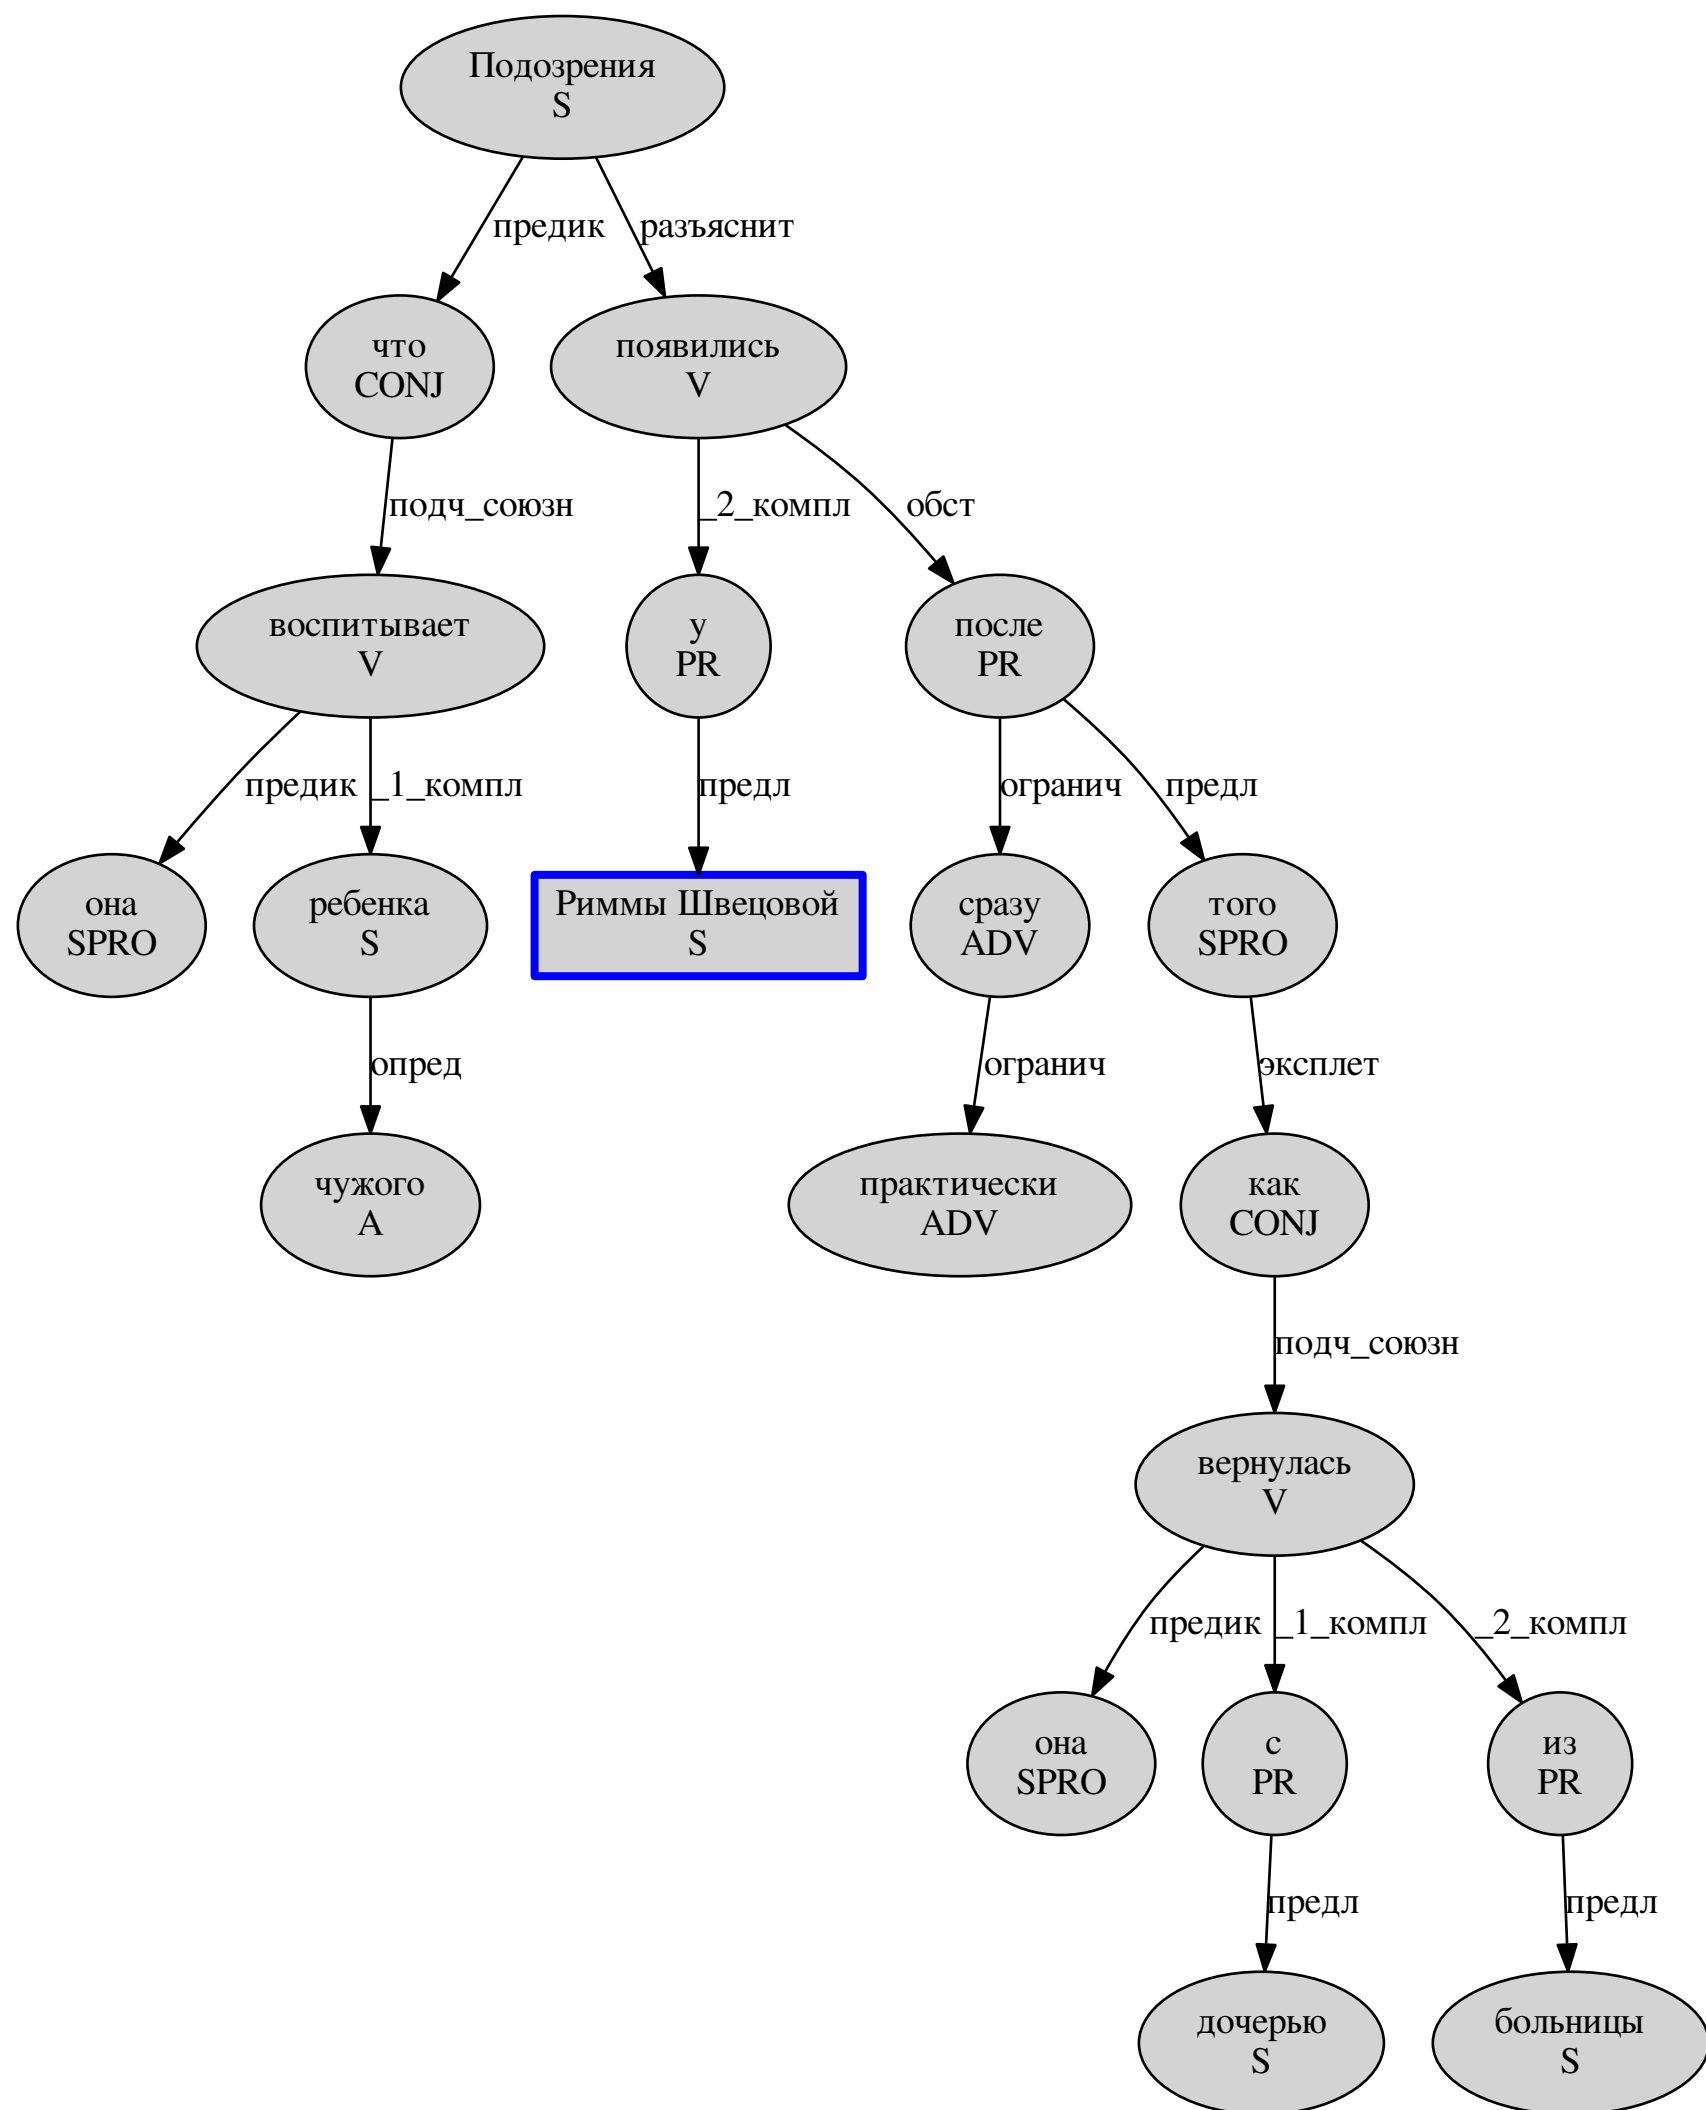 Подозрения
S
предик
разъяснит
что
CONJ
появились
V
подч_союзн
_2_компл
обст
воспитывает
V
у
PR
после
PR
предик
_1_компл
предл
огранич
предл
она
SPRO
ребенка
S
Риммы Швецовой
S
сразу
ADV
того
SPRO
опред
огранич
эксплет
чужого
A
практически
ADV
как
CONJ
подч_союзн
вернулась
V
предик
_1_компл
_2_компл
она
SPRO
с
PR
из
PR
предл
предл
дочерью
S
больницы
S